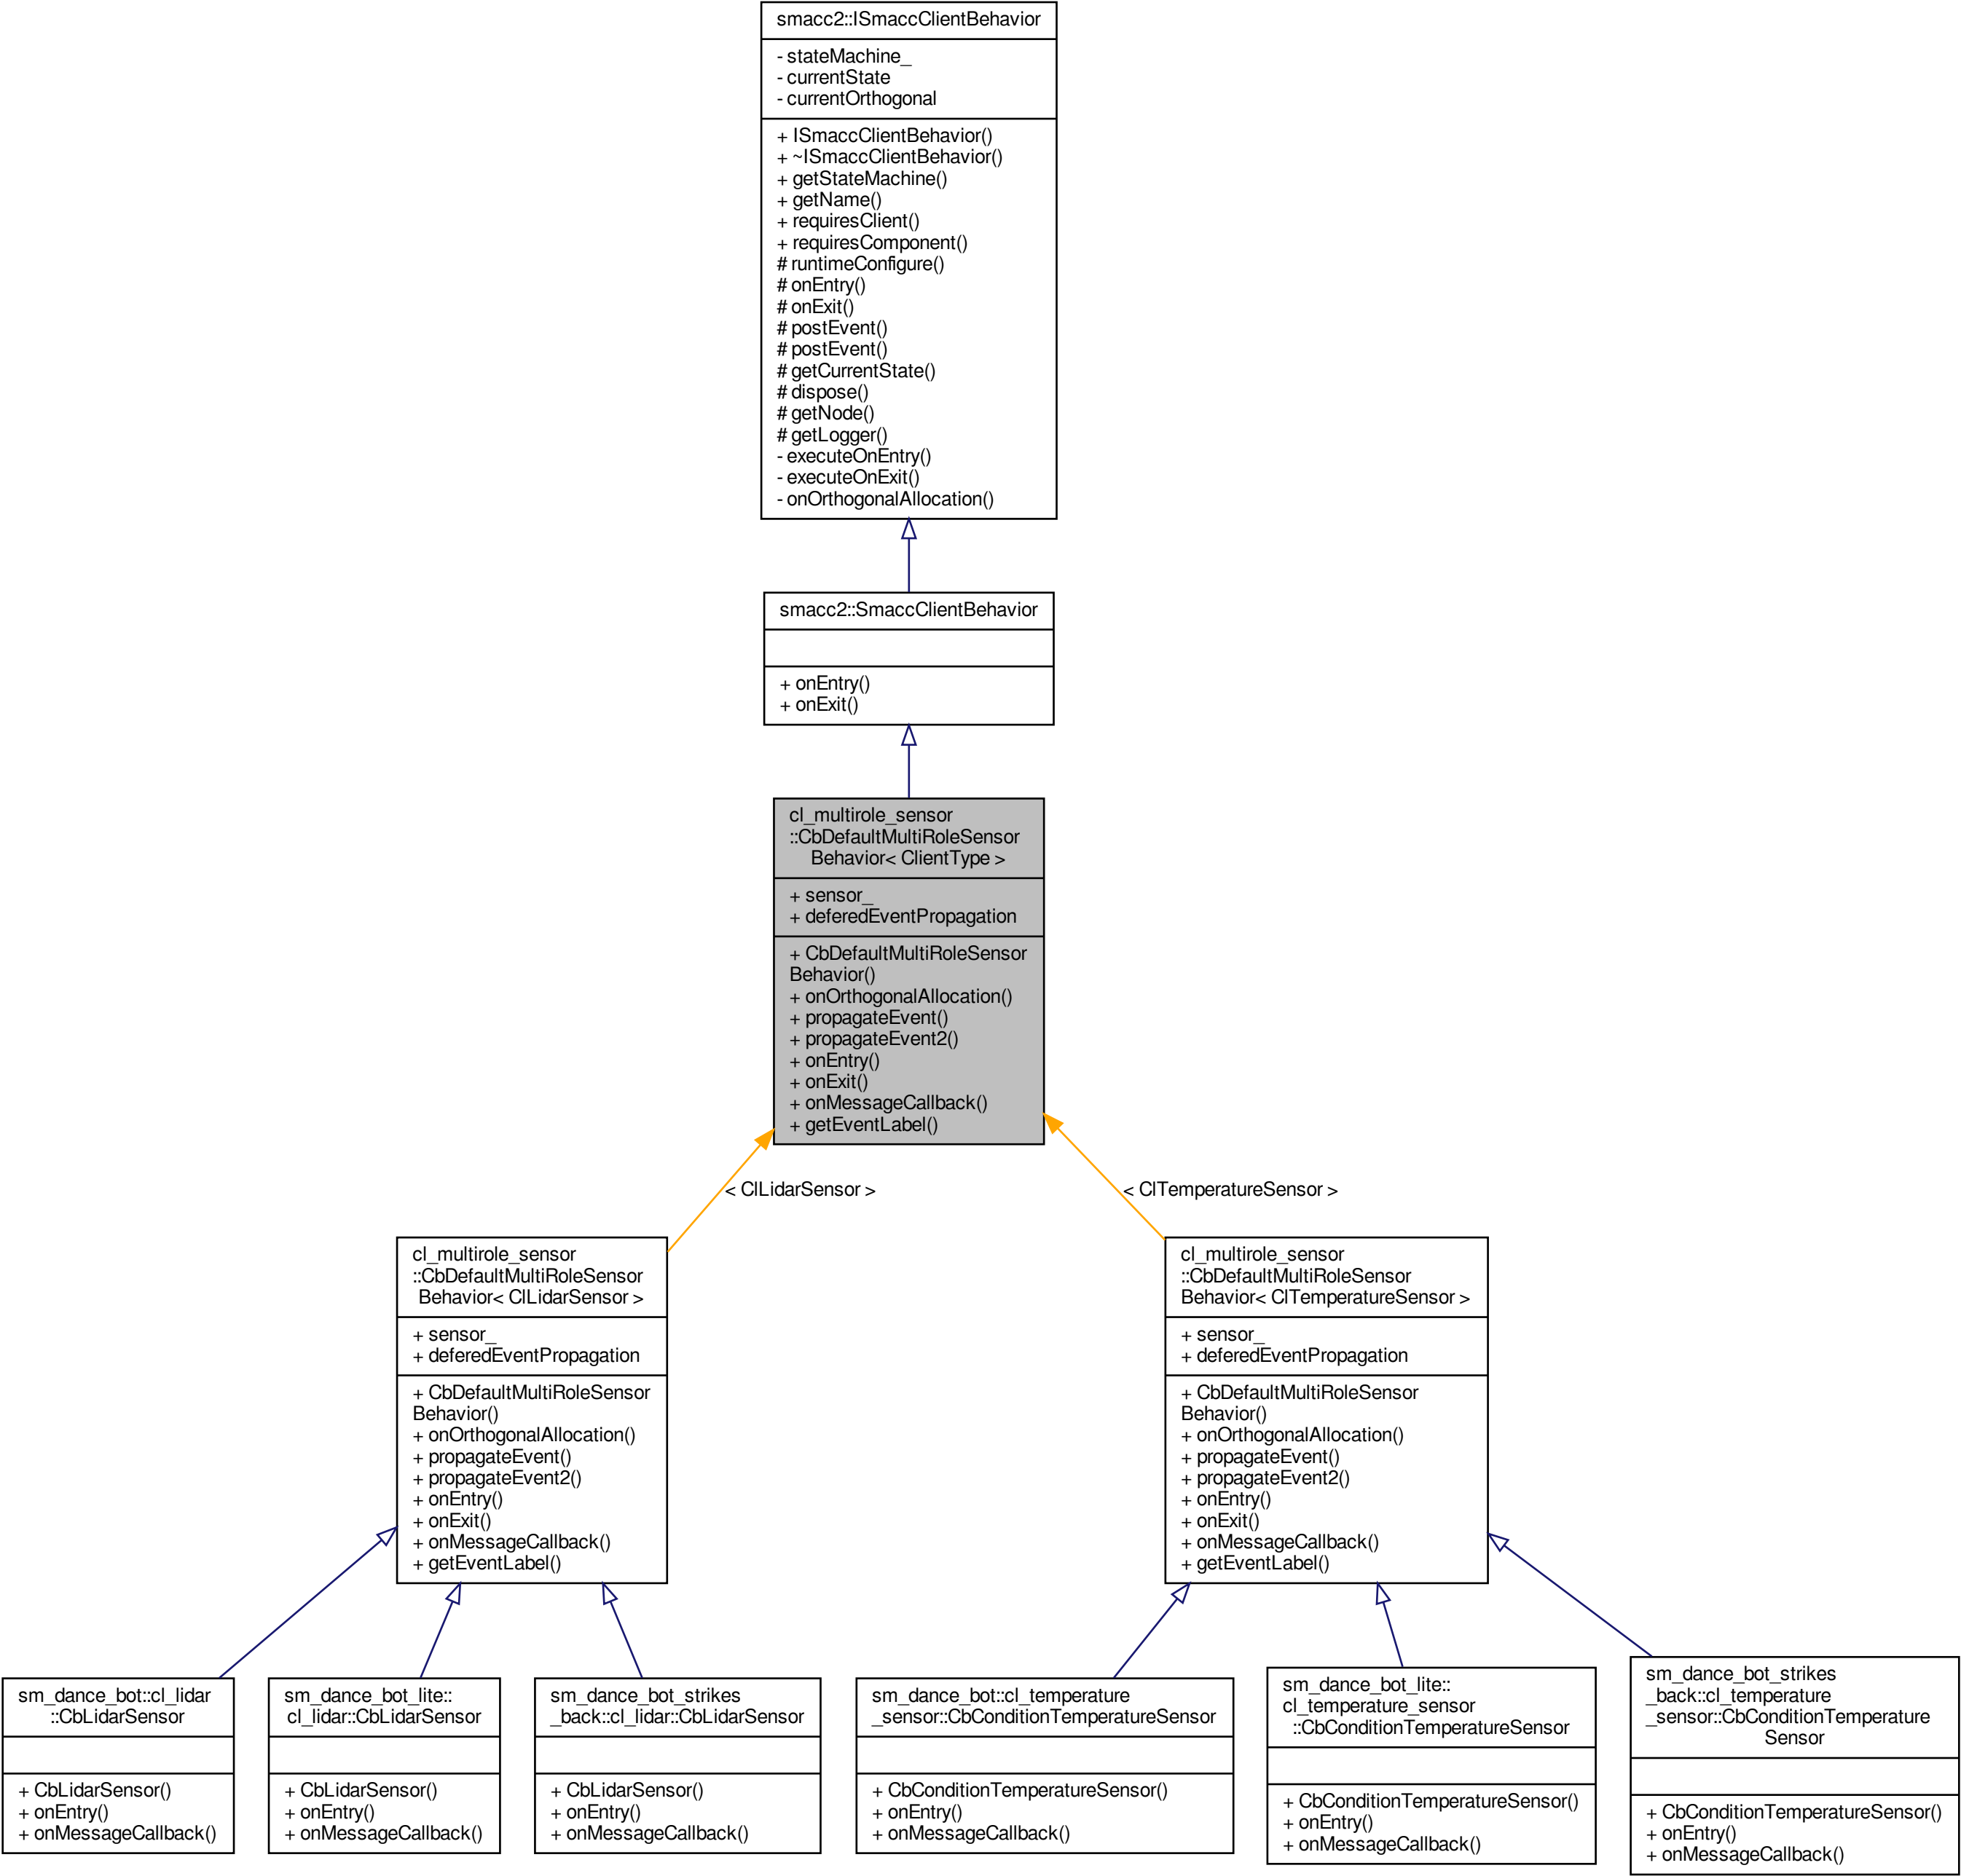 smacc2::ISmaccClientBehavior
- stateMachine_
- currentState
- currentOrthogonal
+ ISmaccClientBehavior()
+ ~ISmaccClientBehavior()
+ getStateMachine()
+ getName()
+ requiresClient()
+ requiresComponent()
# runtimeConfigure()
# onEntry()
# onExit()
# postEvent()
# postEvent()
# getCurrentState()
# dispose()
# getNode()
# getLogger()
- executeOnEntry()
- executeOnExit()
- onOrthogonalAllocation()
smacc2::SmaccClientBehavior
+ onEntry()
+ onExit()
cl_multirole_sensor
::CbDefaultMultiRoleSensor
Behavior< ClientType >
+ sensor_
+ deferedEventPropagation
+ CbDefaultMultiRoleSensor
Behavior()
+ onOrthogonalAllocation()
+ propagateEvent()
+ propagateEvent2()
+ onEntry()
+ onExit()
+ onMessageCallback()
+ getEventLabel()
< ClLidarSensor >
< ClTemperatureSensor >
cl_multirole_sensor
::CbDefaultMultiRoleSensor
Behavior< ClLidarSensor >
+ sensor_
+ deferedEventPropagation
+ CbDefaultMultiRoleSensor
Behavior()
+ onOrthogonalAllocation()
+ propagateEvent()
+ propagateEvent2()
+ onEntry()
+ onExit()
+ onMessageCallback()
+ getEventLabel()
cl_multirole_sensor
::CbDefaultMultiRoleSensor
Behavior< ClTemperatureSensor >
+ sensor_
+ deferedEventPropagation
+ CbDefaultMultiRoleSensor
Behavior()
+ onOrthogonalAllocation()
+ propagateEvent()
+ propagateEvent2()
+ onEntry()
+ onExit()
+ onMessageCallback()
+ getEventLabel()
sm_dance_bot::cl_lidar
::CbLidarSensor
+ CbLidarSensor()
+ onEntry()
+ onMessageCallback()
sm_dance_bot_lite::
cl_lidar::CbLidarSensor
+ CbLidarSensor()
+ onEntry()
+ onMessageCallback()
sm_dance_bot_strikes
_back::cl_lidar::CbLidarSensor
+ CbLidarSensor()
+ onEntry()
+ onMessageCallback()
sm_dance_bot::cl_temperature
_sensor::CbConditionTemperatureSensor
+ CbConditionTemperatureSensor()
+ onEntry()
+ onMessageCallback()
sm_dance_bot_lite::
cl_temperature_sensor
::CbConditionTemperatureSensor
+ CbConditionTemperatureSensor()
+ onEntry()
+ onMessageCallback()
sm_dance_bot_strikes
_back::cl_temperature
_sensor::CbConditionTemperature
Sensor
+ CbConditionTemperatureSensor()
+ onEntry()
+ onMessageCallback()